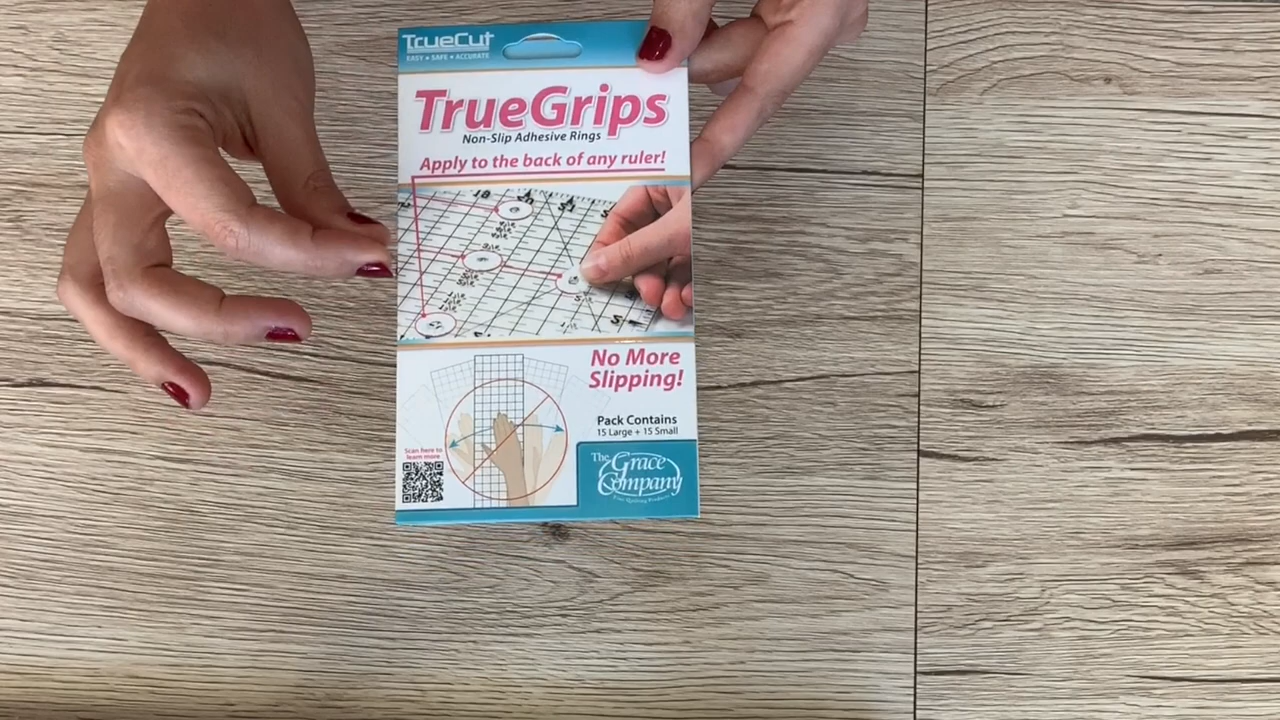 TrueCut
EASY • SAFE • ACCURATE
TrueGrips
Non-Slip Adhesive Rings
Apply to the back of any ruler!
No More
Slipping!
Pack Contains
15 Large + 15 Small
Scan here to
learn more
The Grace
Company